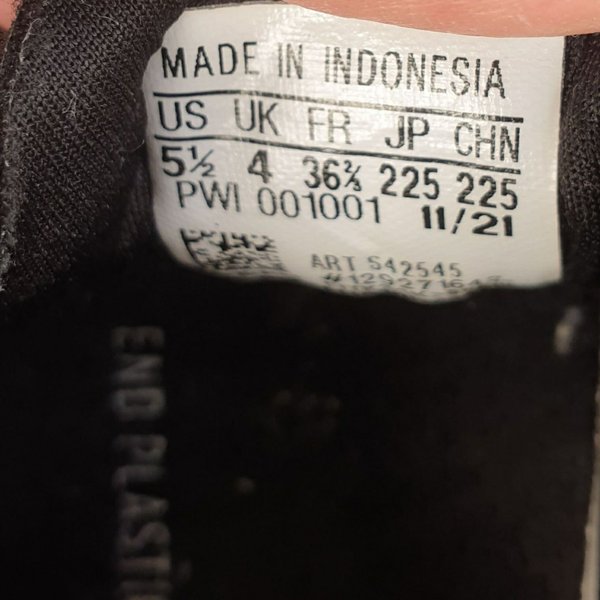 MADE IN INDONESIA
US UK FR JP CHN
5½ 4 36⅔ 225 225
PWI 001001 11/21
ART S42545
END PLASTI